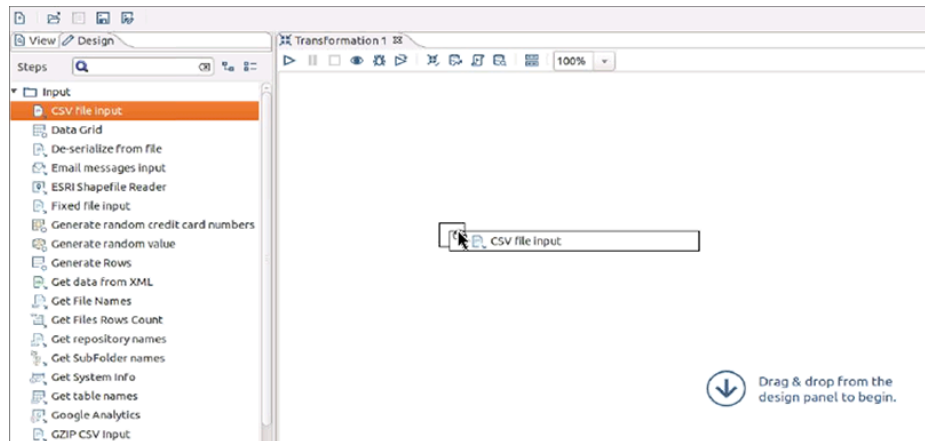 View Design
Transformation 1
Steps
100%
Input
CSV file input
Data Grid
De-serialize from file
Email messages input
ESRI Shapefile Reader
Fixed file input
Generate random credit card numbers
Generate random value
Generate Rows
Get data from XML
Get File Names
Get Files Rows Count
Get repository names
Get SubFolder names
Get System Info
Get table names
Google Analytics
GZIP CSV Input
CSV file input
Drag & drop from the
design panel to begin.